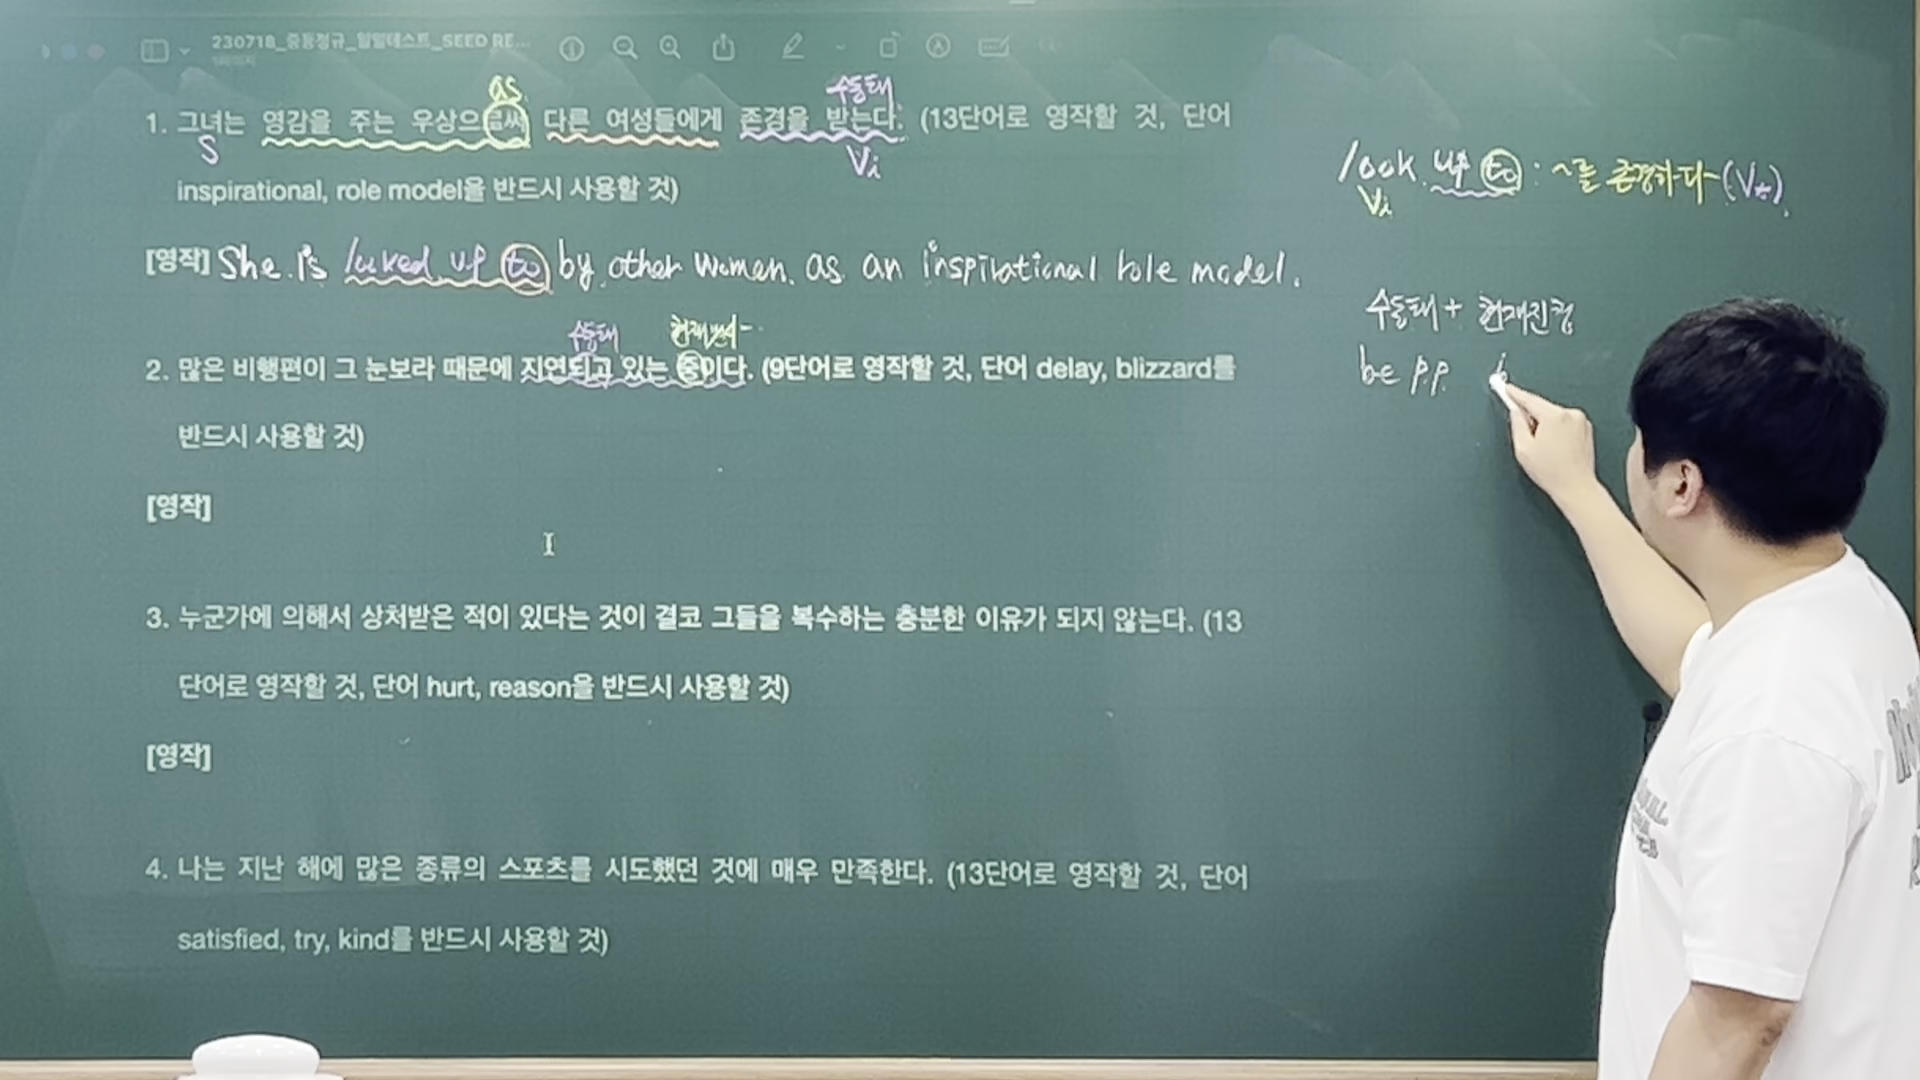 230718_중등정규_일일테스트_SEED RE...
as
수동태
1. 그녀는 영감을 주는 우상으로써 다른 여성들에게 존경을 받는다. (13단어로 영작할 것, 단어
S
Vi
inspirational, role model을 반드시 사용할 것)
[영작] She is looked up to by other women as an inspirational role model.
수동태
2. 많은 비행편이 그 눈보라 때문에 지연되고 있는 중이다. (9단어로 영작할 것, 단어 delay, blizzard를
반드시 사용할 것)
[영작]
3. 누군가에 의해서 상처받은 적이 있다는 것이 결코 그들을 복수하는 충분한 이유가 되지 않는다. (13
단어로 영작할 것, 단어 hurt, reason을 반드시 사용할 것)
[영작]
4. 나는 지난 해에 많은 종류의 스포츠를 시도했던 것에 매우 만족한다. (13단어로 영작할 것, 단어
satisfied, try, kind를 반드시 사용할 것)
look up to : ~를 존경하다 (Vt).
Vi
수동태 + 현재진행
be p.p. b